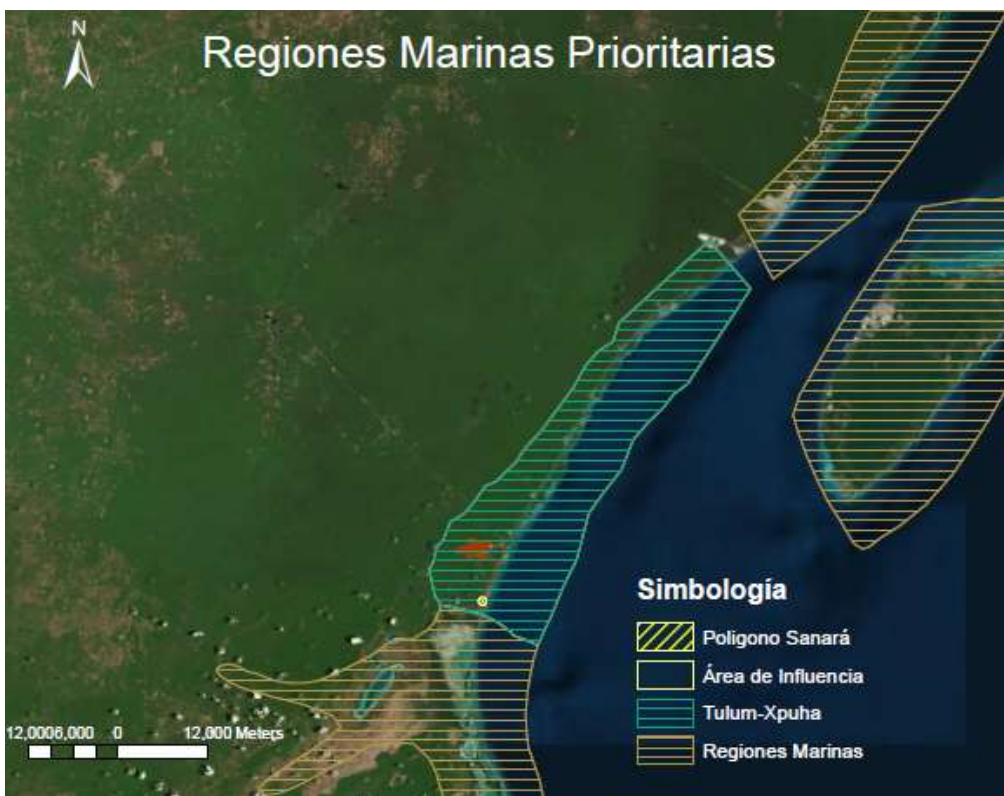 N
Regiones Marinas Prioritarias
Simbología
Poligono Sanará
Área de Influencia
Tulum-Xpuha
Regiones Marinas
12,0006,000 0 12,000 Meters